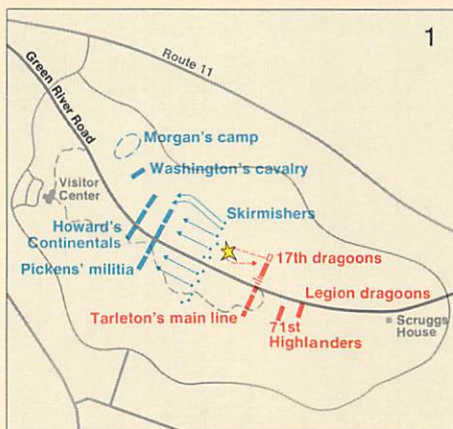 1
Route 11
Green River Road
Morgan's camp
Washington's cavalry
Visitor
Center
Skirmishers
Howard's
Continentals
Pickens' militia
17th dragoons
Legion dragoons
Tarleton's main line
71st
Highlanders
Scruggs
House